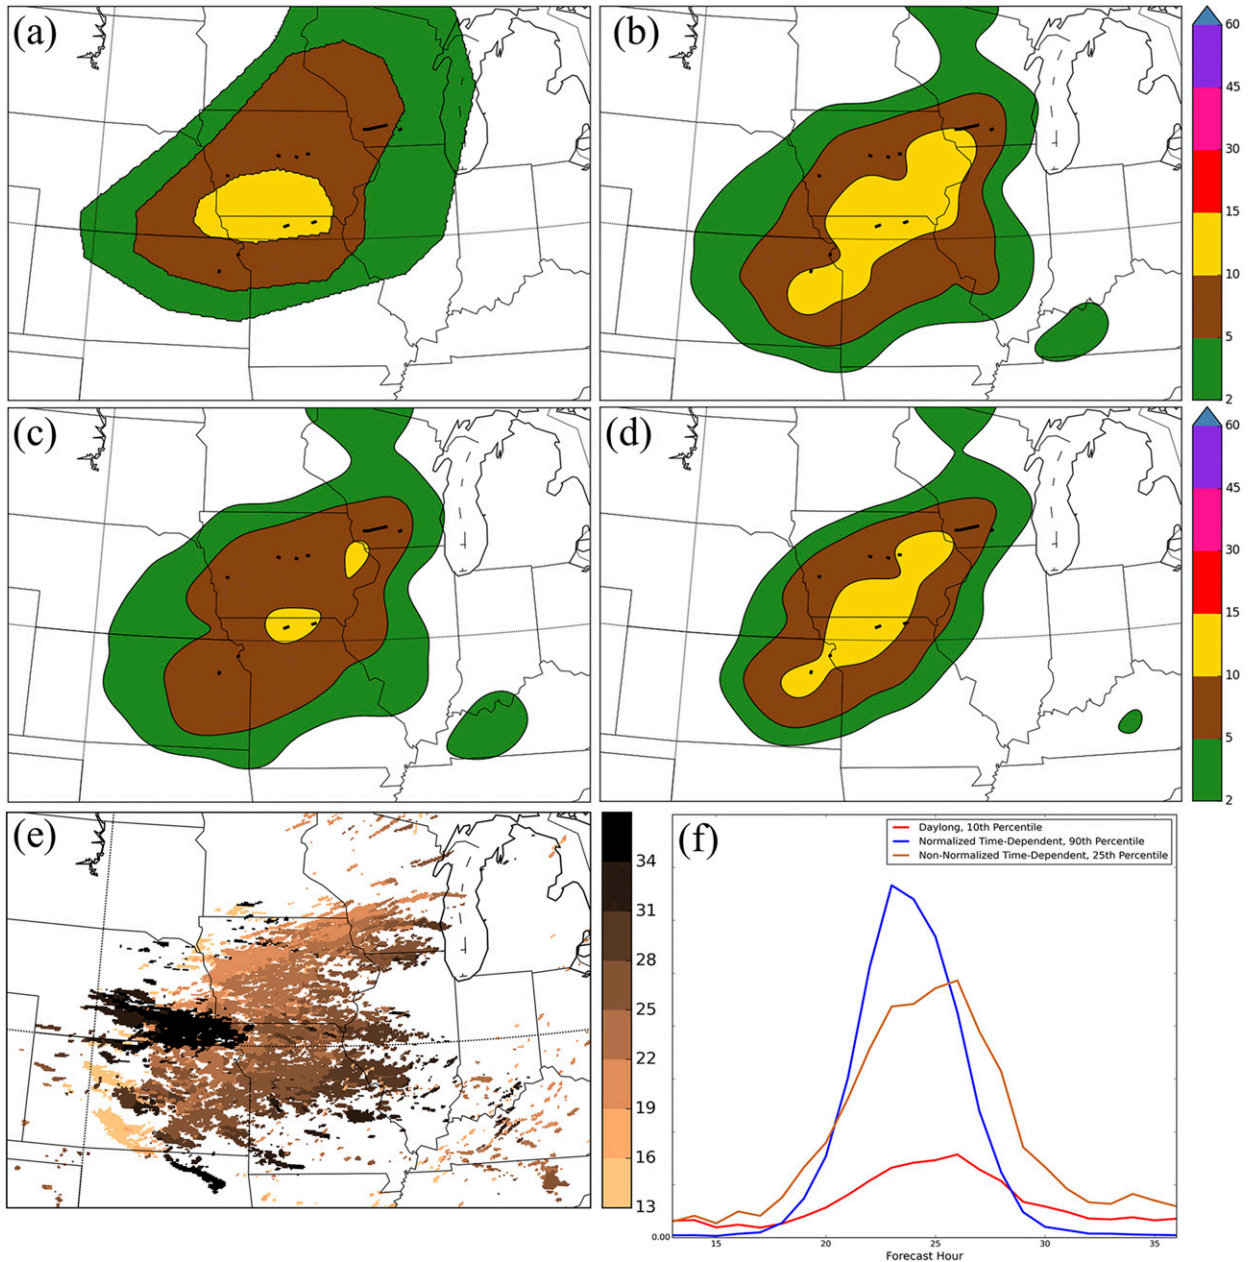 (a)
(b)
60
45
30
15
10
5
2
(c)
(d)
60
45
30
15
10
5
2
(e)
34
31
28
25
22
19
16
13
(f)
Daylong, 10th Percentile
Normalized Time-Dependent, 90th Percentile
Non-Normalized Time-Dependent, 25th Percentile
0.00
15
20
25
30
35
Forecast Hour